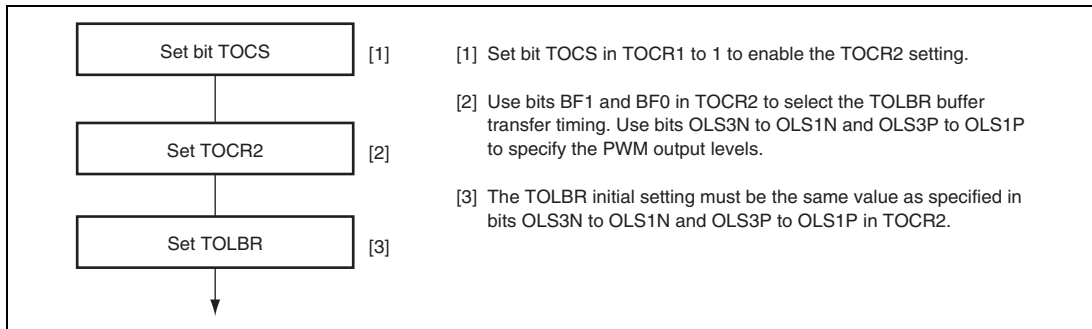 Set bit TOCS
[1]
Set TOCR2
[2]
Set TOLBR
[3]
[1] Set bit TOCS in TOCR1 to 1 to enable the TOCR2 setting.
[2] Use bits BF1 and BF0 in TOCR2 to select the TOLBR buffer
transfer timing. Use bits OLS3N to OLS1N and OLS3P to OLS1P
to specify the PWM output levels.
[3] The TOLBR initial setting must be the same value as specified in
bits OLS3N to OLS1N and OLS3P to OLS1P in TOCR2.